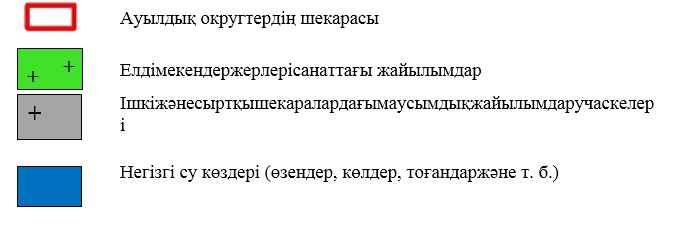 Ауылдық округтердің шекарасы
Елдімекендержерлерісанаттағы жайылымдар
Ішкіжәнесыртқышекаралардағымаусымдықжайылымдаручаскелер
і
Негізгі су көздері (өзендер, көлдер, тоғандаржәне т. б.)